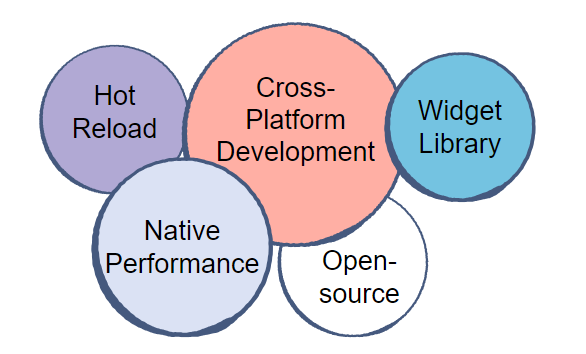 Hot
Reload
Cross-
Platform
Development
Widget
Library
Native
Performance
Open-
source